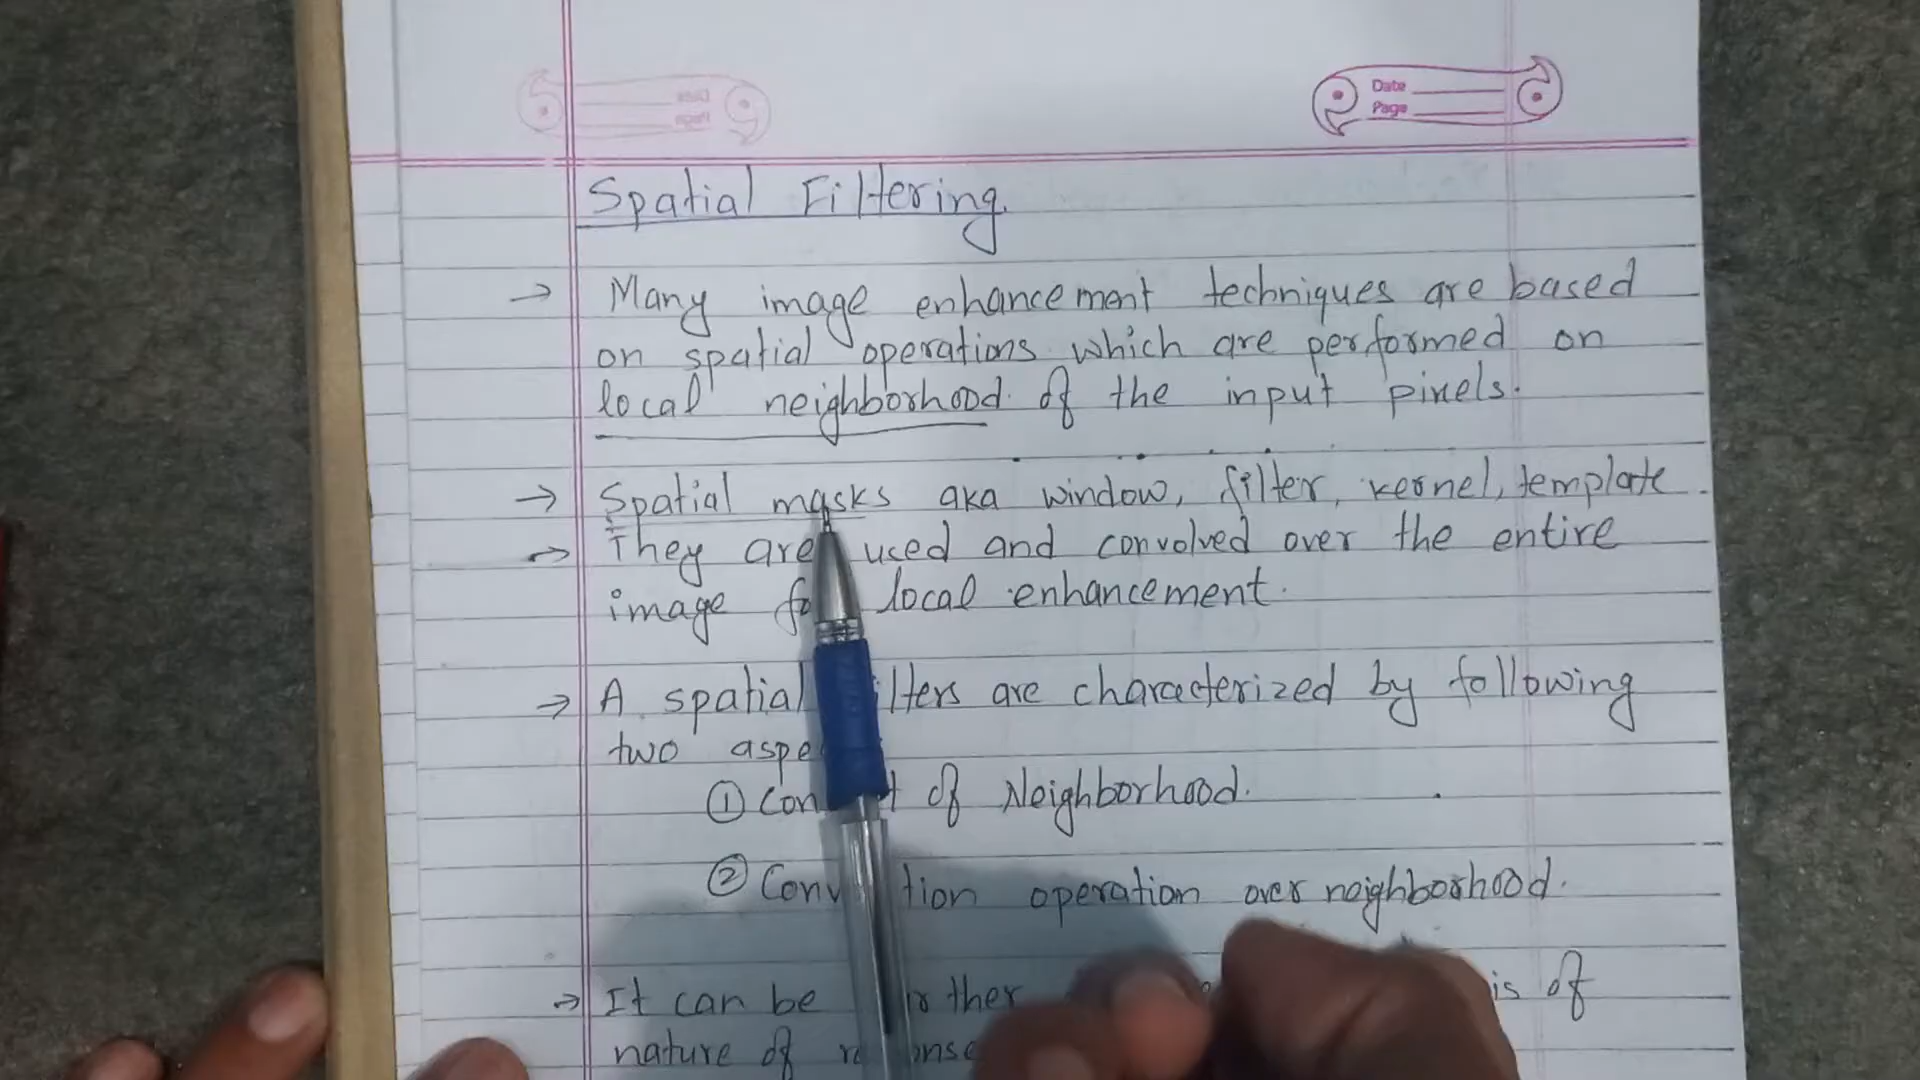 Date
Page
Spatial Filtering.
→ Many image enhancement techniques are based
on spatial operations which are performed on
local neighborhood of the input pixels.
→ Spatial masks aka window, filter, kernel, template.
→ They are used and convolved over the entire
image local enhancement.
→ A spatial are characterized by following
two
① of Neighborhood.
② operation over neighborhood.
→ It can be is of
nature of